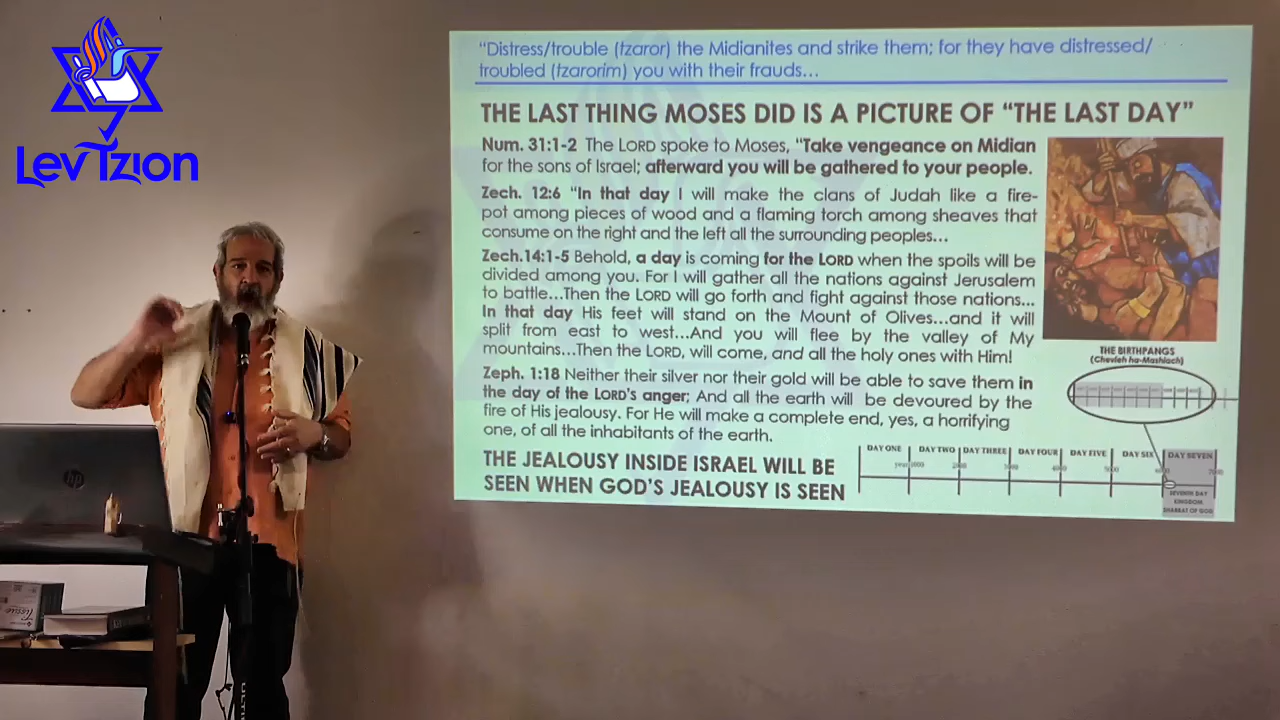 Lev Tzion
"Distress/trouble (tzaror) the Midianites and strike them; for they have distressed/
troubled (tzarorim) you with their frauds…
THE LAST THING MOSES DID IS A PICTURE OF "THE LAST DAY"
Num. 31:1-2 The LORD spoke to Moses, "Take vengeance on Midian
for the sons of Israel; afterward you will be gathered to your people.
Zech. 12:6 "In that day I will make the clans of Judah like a fire-
pot among pieces of wood and a flaming torch among sheaves that
consume on the right and the left all the surrounding peoples…
Zech.14:1-5 Behold, a day is coming for the LORD when the spoils will be
divided among you. For I will gather all the nations against Jerusalem
to battle…Then the LORD will go forth and fight against those nations…
In that day His feet will stand on the Mount of Olives…and it will
split from east to west…And you will flee by the valley of My
mountains…Then the LORD, will come, and all the holy ones with Him!
Zeph. 1:18 Neither their silver nor their gold will be able to save them in
the day of the LORD's anger; And all the earth will be devoured by the
fire of His jealousy. For He will make a complete end, yes, a horrifying
one, of all the inhabitants of the earth.
THE JEALOUSY INSIDE ISRAEL WILL BE
SEEN WHEN GOD'S JEALOUSY IS SEEN
THE BIRTHPANGS
(Chevleh ha-Mashiach)
DAY ONE DAY TWO DAY THREE DAY FOUR DAY FIVE DAY SIX DAY SEVEN
SEVENTH DAY
KINGDOM
SHABBAT OF GOD
hp
Tissue